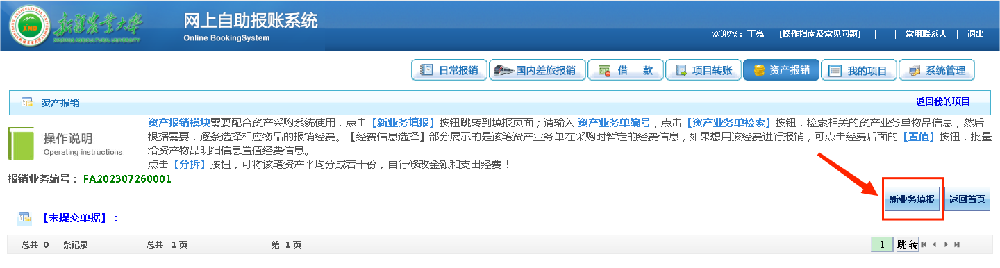 新疆农业大学
XINJIANG AGRICULTURAL UNIVERSITY
XND
网上自助报账系统
Online BookingSystem
欢迎您：丁亮 [操作指南及常见问题] | | 常用联系人 | 退出
日常报销 国内差旅报销 借 款 项目转账 资产报销 我的项目 系统管理
资产报销 返回我的项目
操作说明
Operating instructions
资产报销模块需要配合资产采购系统使用，点击【新业务填报】按钮跳转到填报页面；请输入 资产业务单编号，点击【资产业务单检索】按钮，检索相关的资产业务单物品信息，然后
根据需要，逐条选择相应物品的报销经费。【经费信息选择】部分展示的是该笔资产业务单在采购时暂定的经费信息，如果想用该经费进行报销，可点击经费后面的【置值】按钮，批量
给资产物品明细信息置值经费信息。
点击【分拆】按钮，可将该笔资产平均分成若干份，自行修改金额和支出经费！
报销业务编号： FA202307260001
新业务填报 返回首页
【未提交单据】：
总共 0 条记录 总共 1 页 第 1 页 1 跳 转